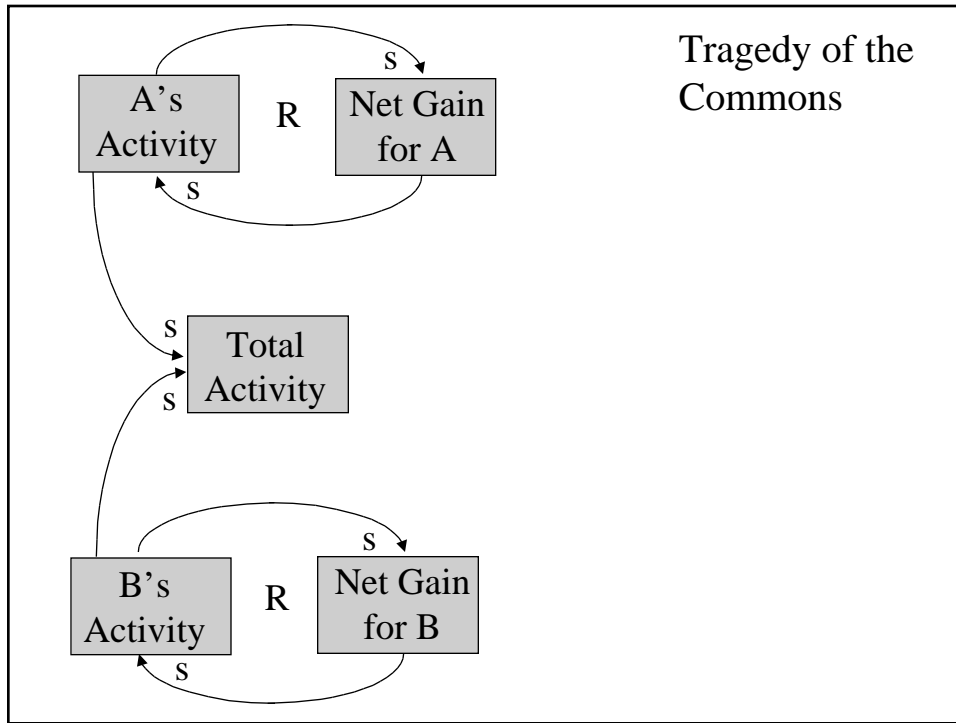 Tragedy of the
Commons
s
A's
Activity
R
Net Gain
for A
s
s
Total
Activity
s
s
B's
Activity
R
Net Gain
for B
s